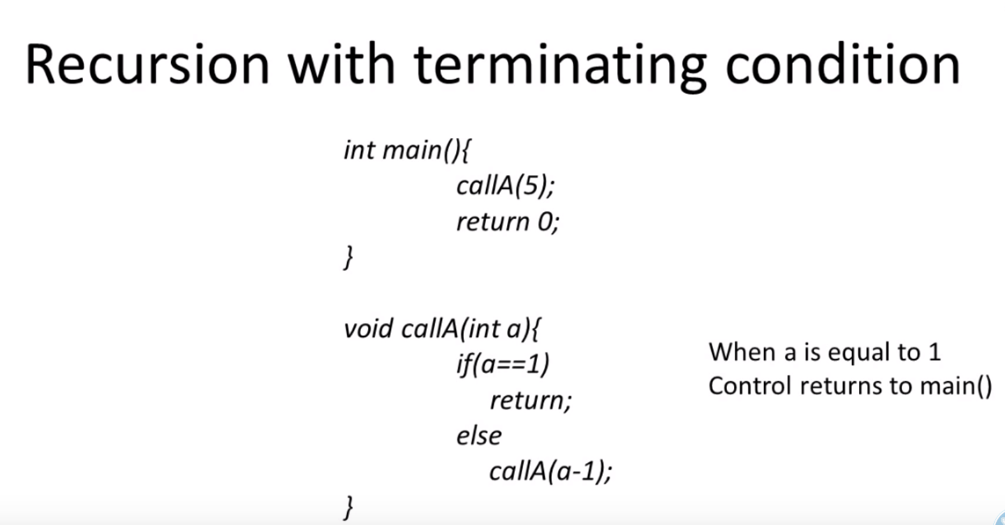 Recursion with terminating condition
int main(){
callA(5);
return 0;
}
void callA(int a){
if(a==1)
return;
else
callA(a-1);
}
When a is equal to 1
Control returns to main()